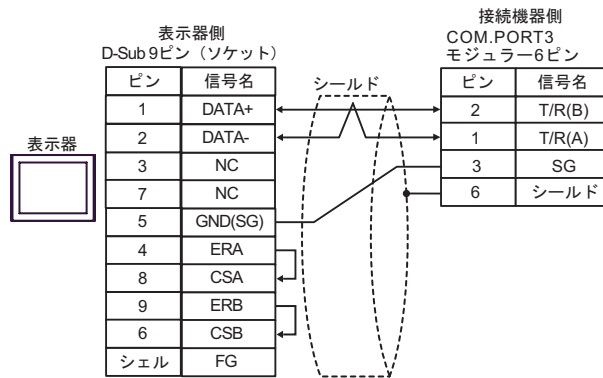 表示器側
D-Sub 9ピン（ソケット）
接続機器側
COM.PORT3
モジュラー6ピン
シールド
表示器
ピン 信号名
1 DATA+
2 DATA-
3 NC
7 NC
5 GND(SG)
4 ERA
8 CSA
9 ERB
6 CSB
シェル FG
ピン 信号名
2 T/R(B)
1 T/R(A)
3 SG
6 シールド